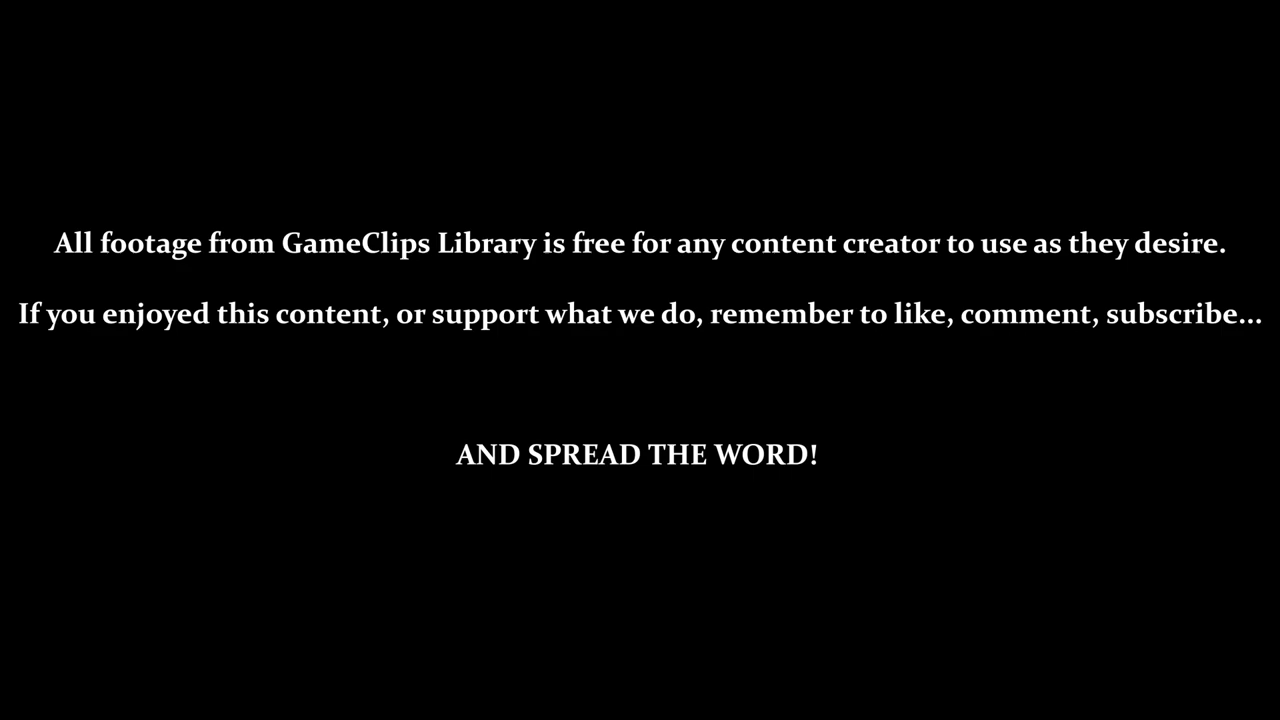 All footage from GameClips Library is free for any content creator to use as they desire.
If you enjoyed this content, or support what we do, remember to like, comment, subscribe...
AND SPREAD THE WORD!